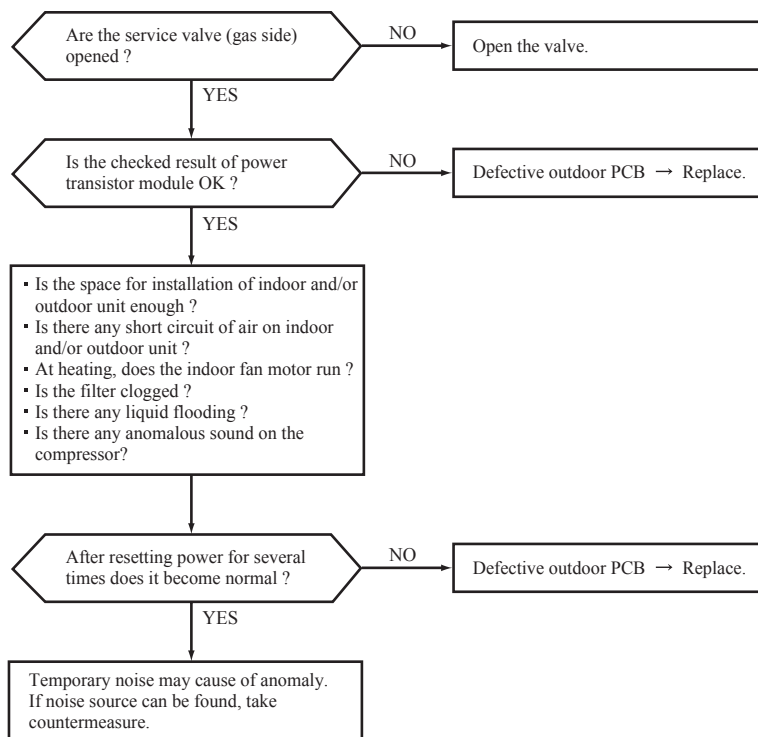 Are the service valve (gas side)
opened ?
NO
Open the valve.
YES
Is the checked result of power
transistor module OK ?
NO
Defective outdoor PCB → Replace.
YES
▪ Is the space for installation of indoor and/or
outdoor unit enough ?
▪ Is there any short circuit of air on indoor
and/or outdoor unit ?
▪ At heating, does the indoor fan motor run ?
▪ Is the filter clogged ?
▪ Is there any liquid flooding ?
▪ Is there any anomalous sound on the
compressor?
After resetting power for several
times does it become normal ?
NO
Defective outdoor PCB → Replace.
YES
Temporary noise may cause of anomaly.
If noise source can be found, take
countermeasure.